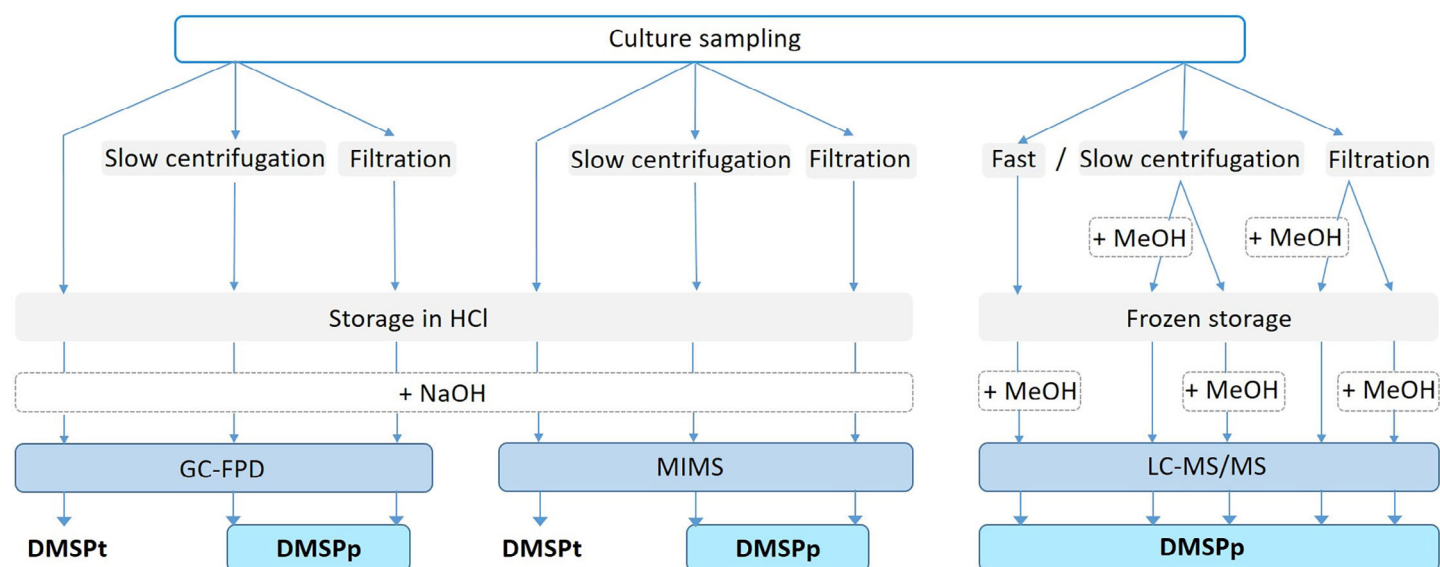 Culture sampling
Slow centrifugation Filtration Slow centrifugation Filtration Fast / Slow centrifugation Filtration
+ MeOH + MeOH
Storage in HCl Frozen storage
+ NaOH + MeOH + MeOH + MeOH
GC-FPD MIMS LC-MS/MS
DMSPt DMSPp DMSPt DMSPp DMSPp